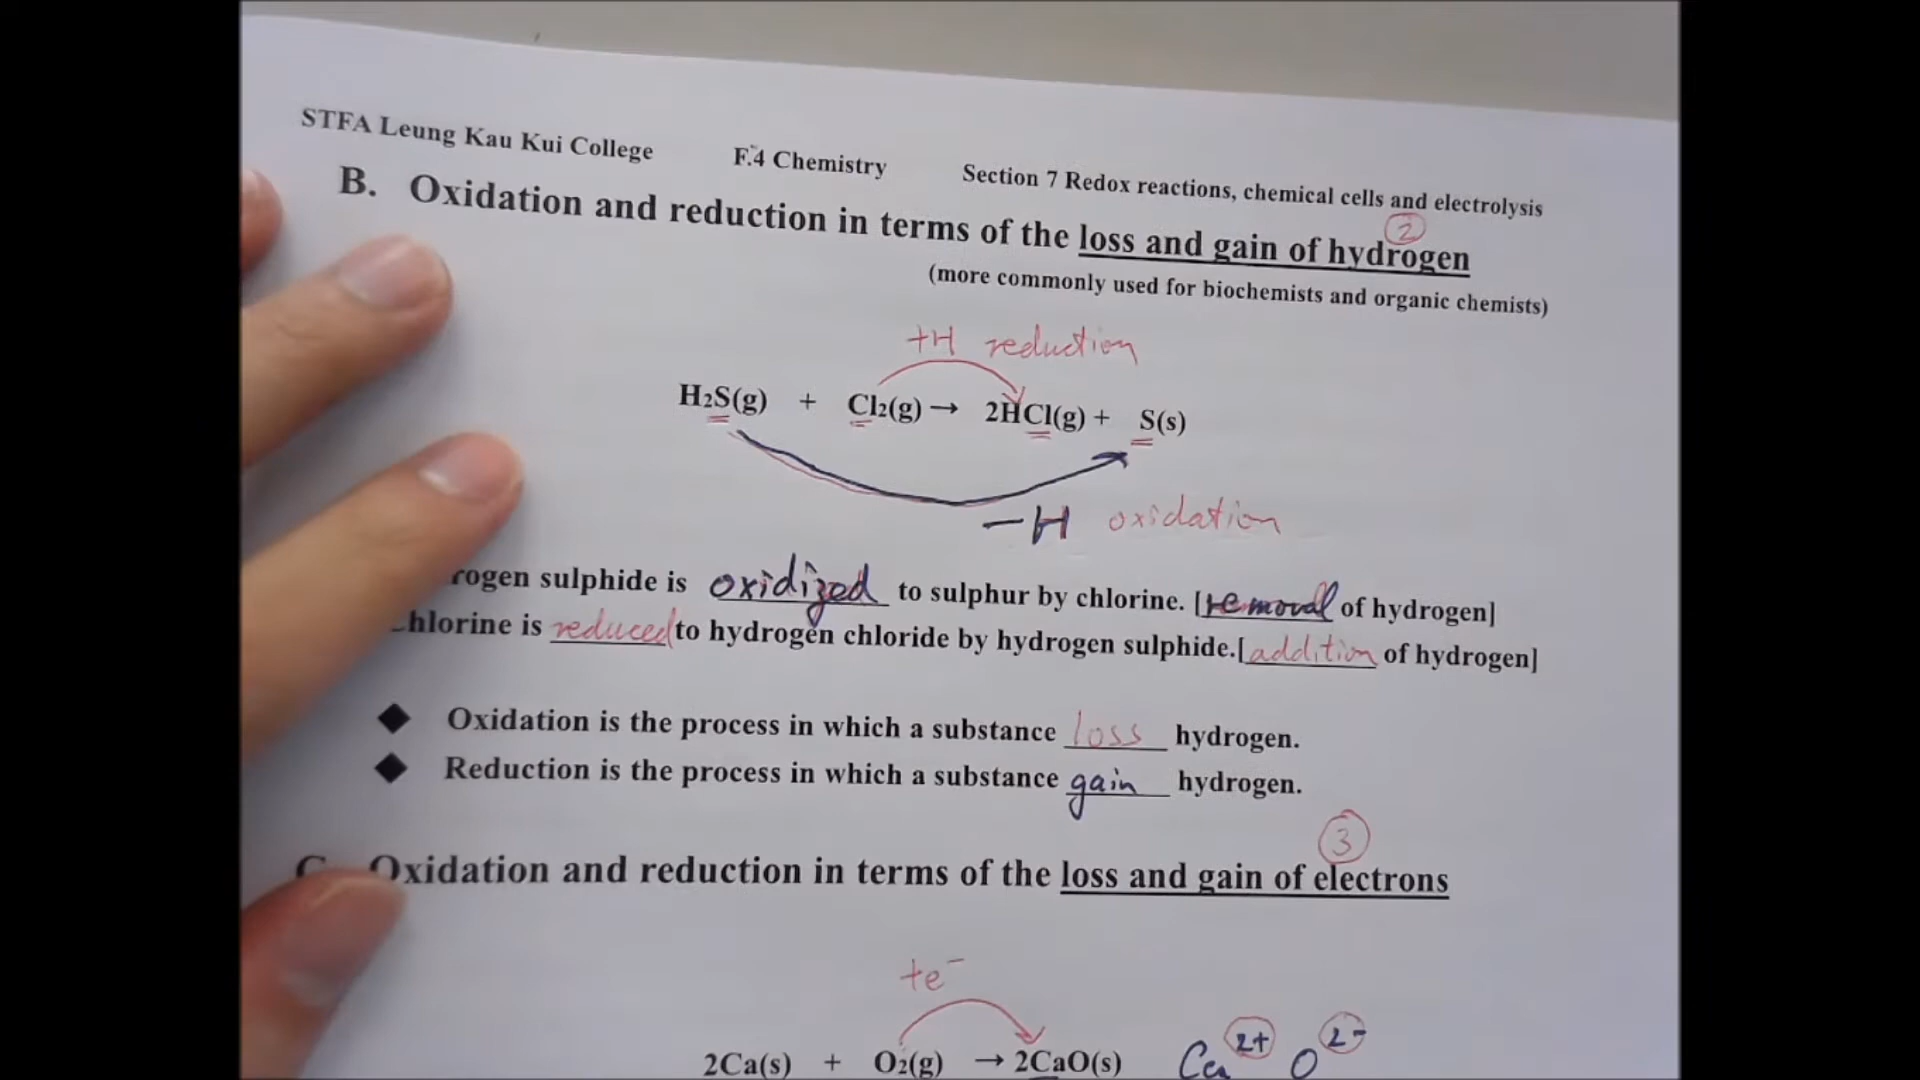 STFA Leung Kau Kui College F.4 Chemistry Section 7 Redox reactions, chemical cells and electrolysis
B. Oxidation and reduction in terms of the loss and gain of hydrogen
②
(more commonly used for biochemists and organic chemists)
+H reduction
H₂S(g) + Cl₂(g) → 2HCl(g) + S(s)
−H oxidation
rogen sulphide is oxidized to sulphur by chlorine. [removal of hydrogen]
hlorine is reduced to hydrogen chloride by hydrogen sulphide.[addition of hydrogen]
◆ Oxidation is the process in which a substance loss hydrogen.
◆ Reduction is the process in which a substance gain hydrogen.
③
C. Oxidation and reduction in terms of the loss and gain of electrons
+e⁻
2Ca(s) + O₂(g) → 2CaO(s) Ca²⁺ O²⁻